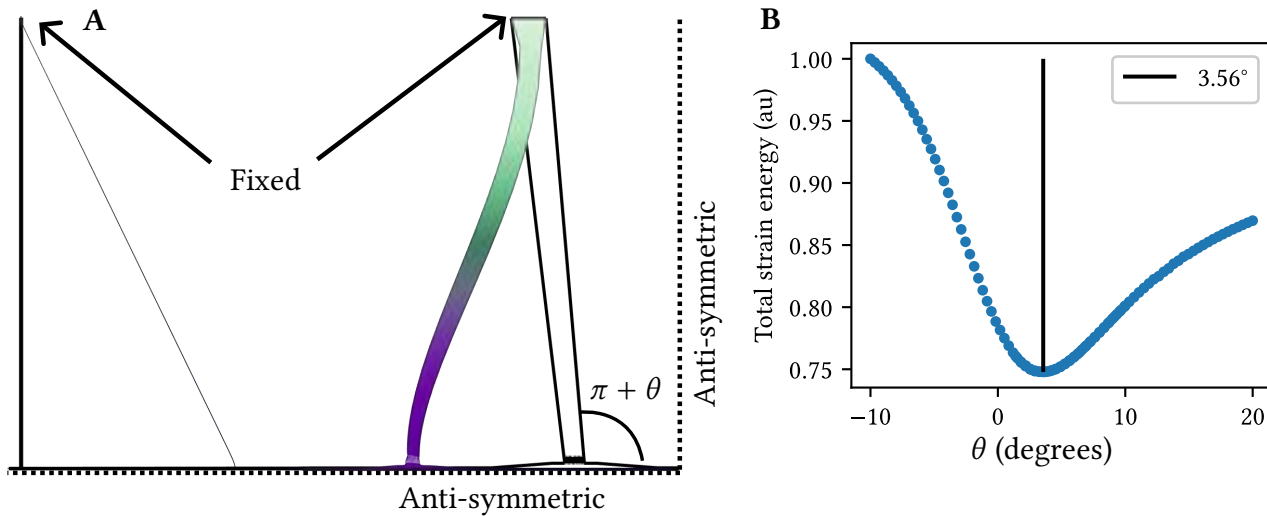 A
Fixed
π + θ
Anti-symmetric
Anti-symmetric
B
Total strain energy (au)
1.00
0.95
0.90
0.85
0.80
0.75
3.56°
−10
0
10
20
θ (degrees)